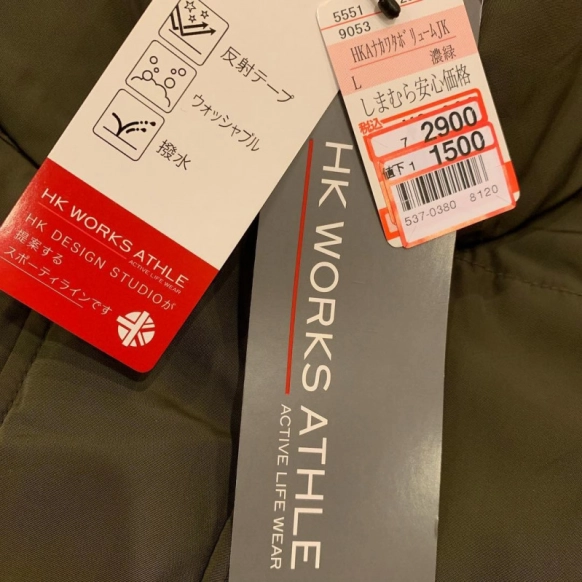 反射テープ
ウォッシャブル
撥水
HK WORKS ATHLE
ACTIVE LIFE WEAR
HK DESIGN STUDIOが
提案する
スポーティラインです
5551
9053
HKAナカワタボリュームJK
L 濃緑
しまむら安心価格
税込
7 2900
値下1 1500
537-0380 8120
HK WORKS ATHLE
ACTIVE LIFE WEAR